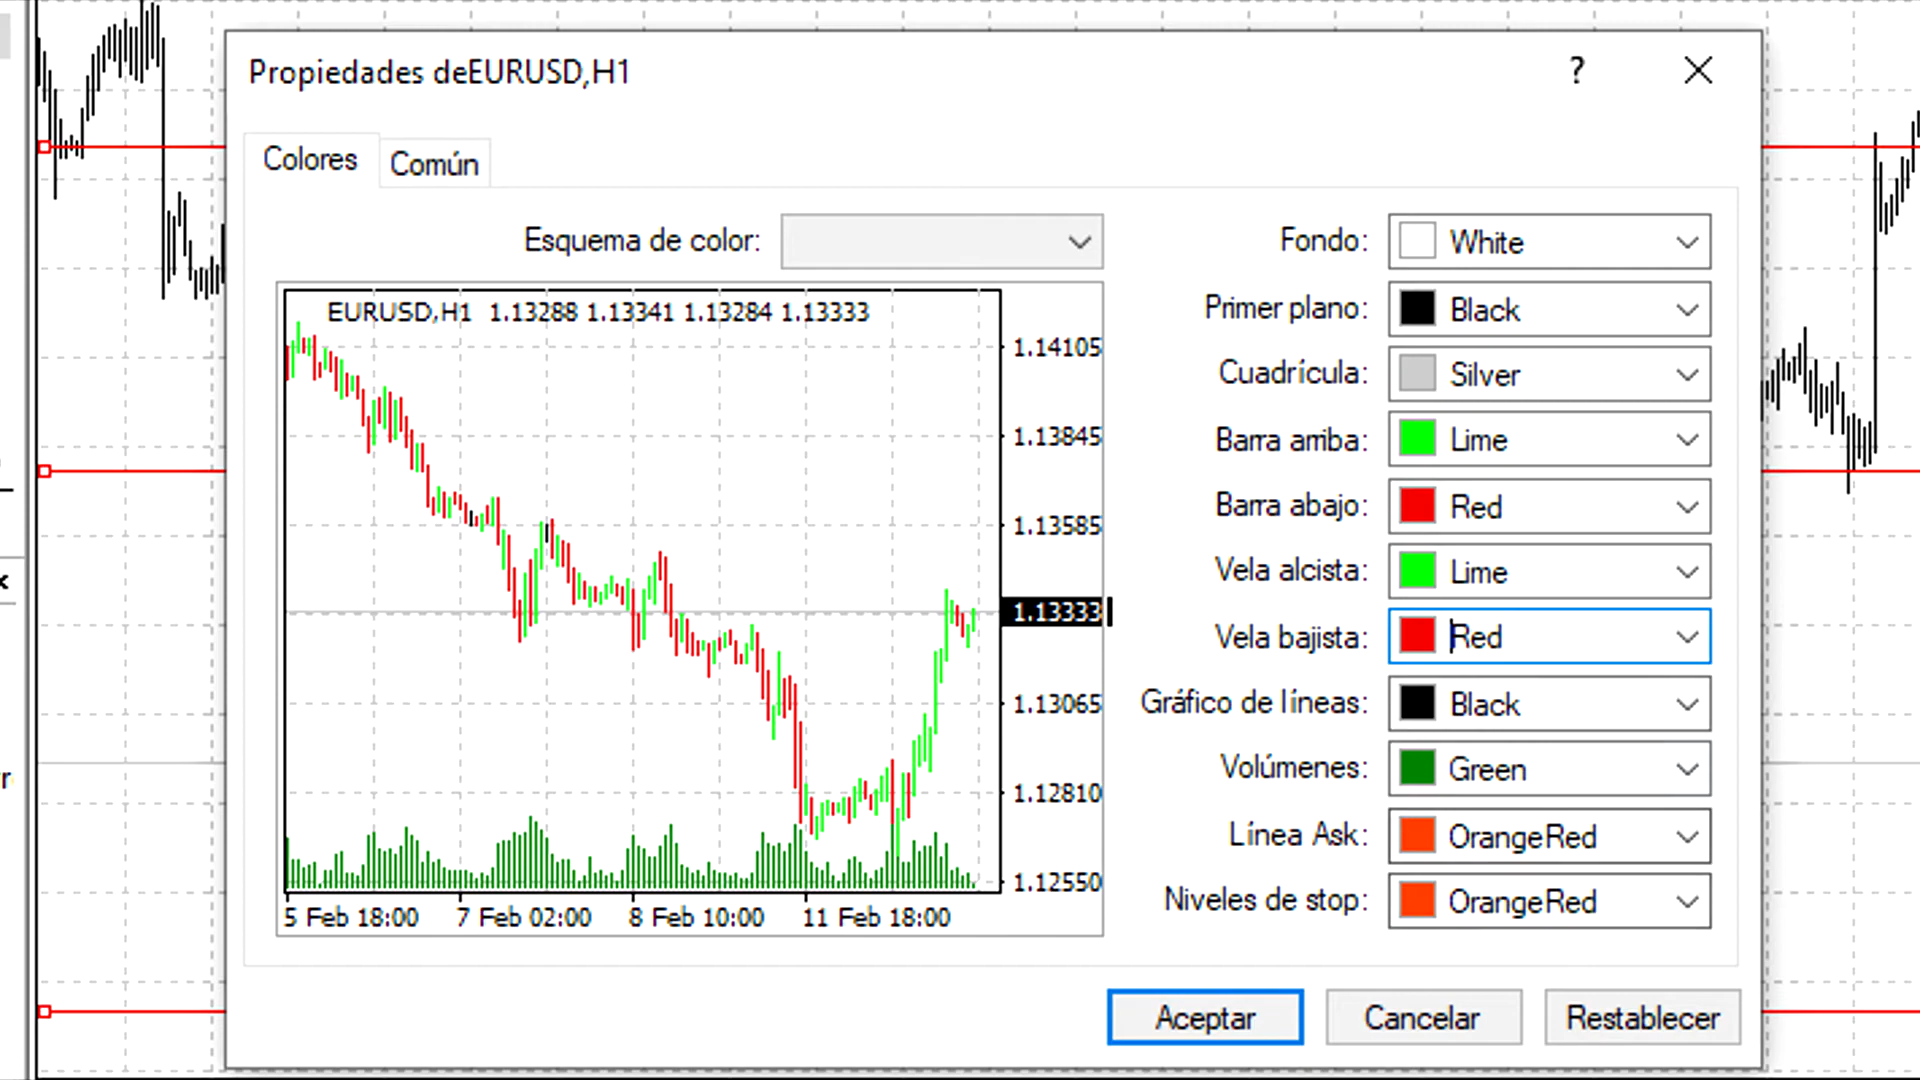 Propiedades deEURUSD,H1
?
Colores
Común
Esquema de color:
EURUSD,H1 1.13288 1.13341 1.13284 1.13333
1.14105
1.13845
1.13585
1.13333
1.13065
1.12810
1.12550
5 Feb 18:00 7 Feb 02:00 8 Feb 10:00 11 Feb 18:00
Fondo: White
Primer plano: Black
Cuadrícula: Silver
Barra arriba: Lime
Barra abajo: Red
Vela alcista: Lime
Vela bajista: Red
Gráfico de líneas: Black
Volúmenes: Green
Línea Ask: OrangeRed
Niveles de stop: OrangeRed
Aceptar
Cancelar
Restablecer